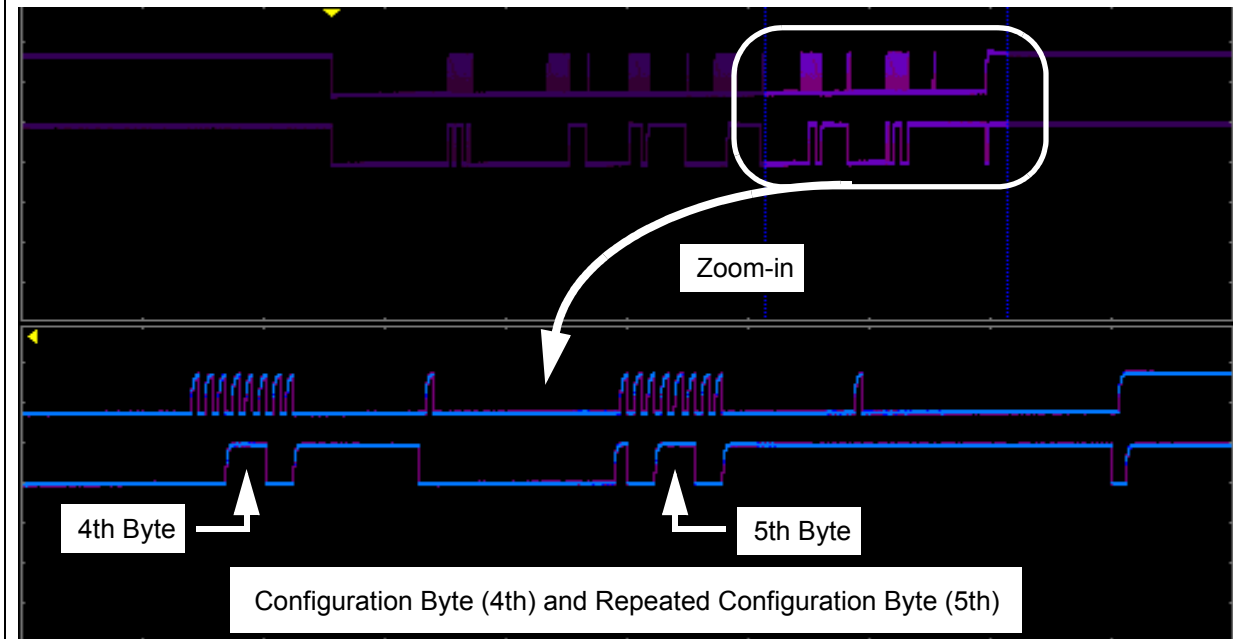 Zoom-in
4th Byte
5th Byte
Configuration Byte (4th) and Repeated Configuration Byte (5th)